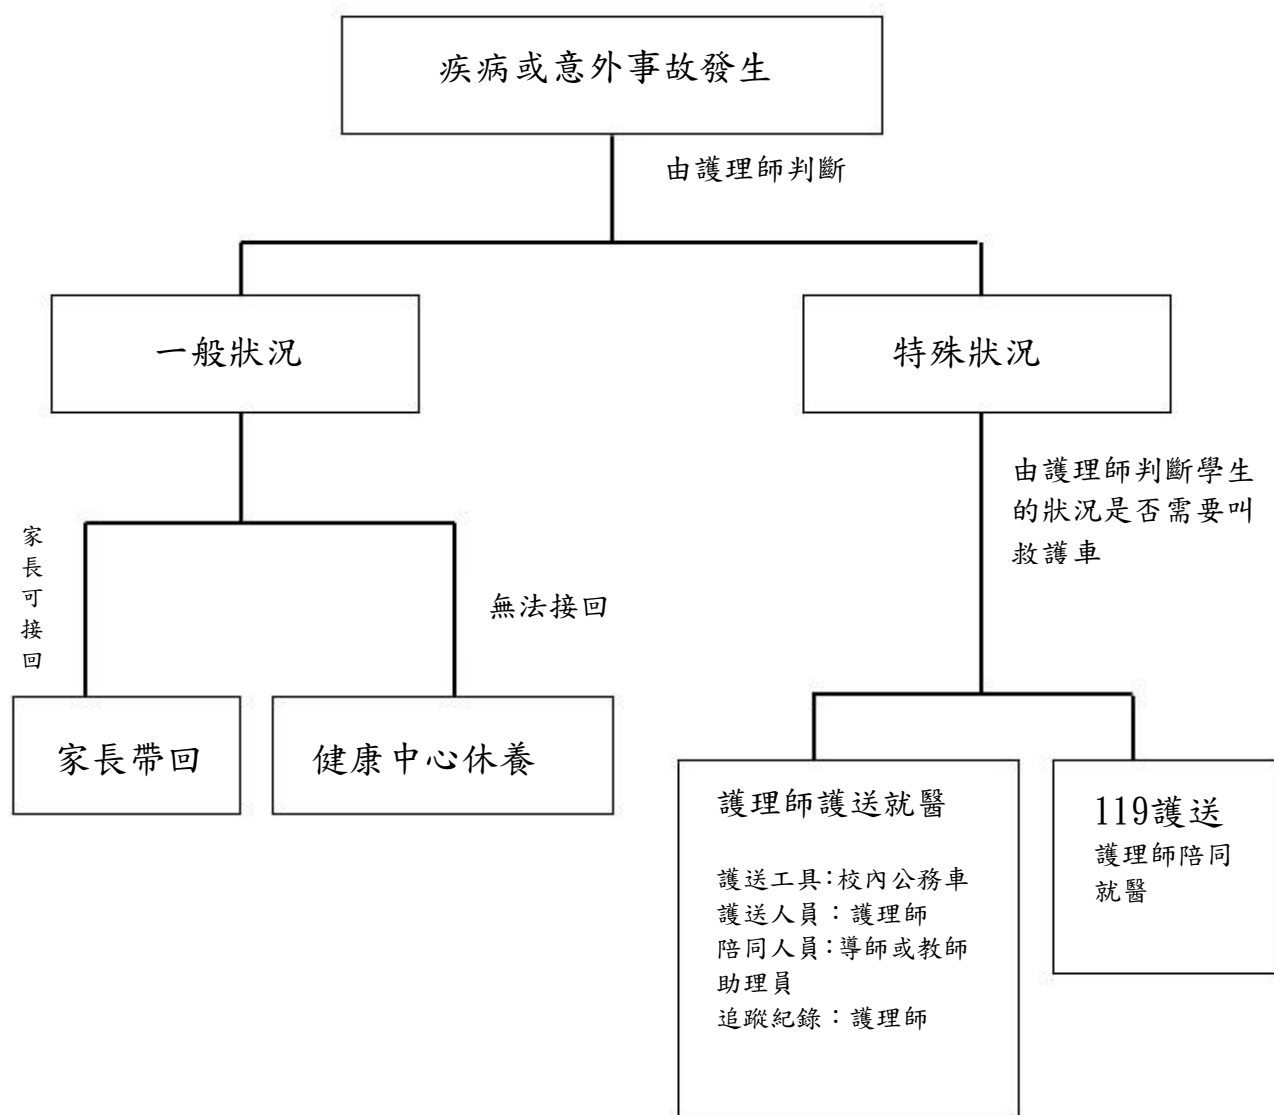 疾病或意外事故發生
由護理師判斷
一般狀況
特殊狀況
由護理師判斷學生
的狀況是否需要叫
救護車
家長可接回
無法接回
家長帶回
健康中心休養
護理師護送就醫
護送工具:校內公務車
護送人員：護理師
陪同人員:導師或教師
助理員
追蹤紀錄：護理師
119護送
護理師陪同
就醫